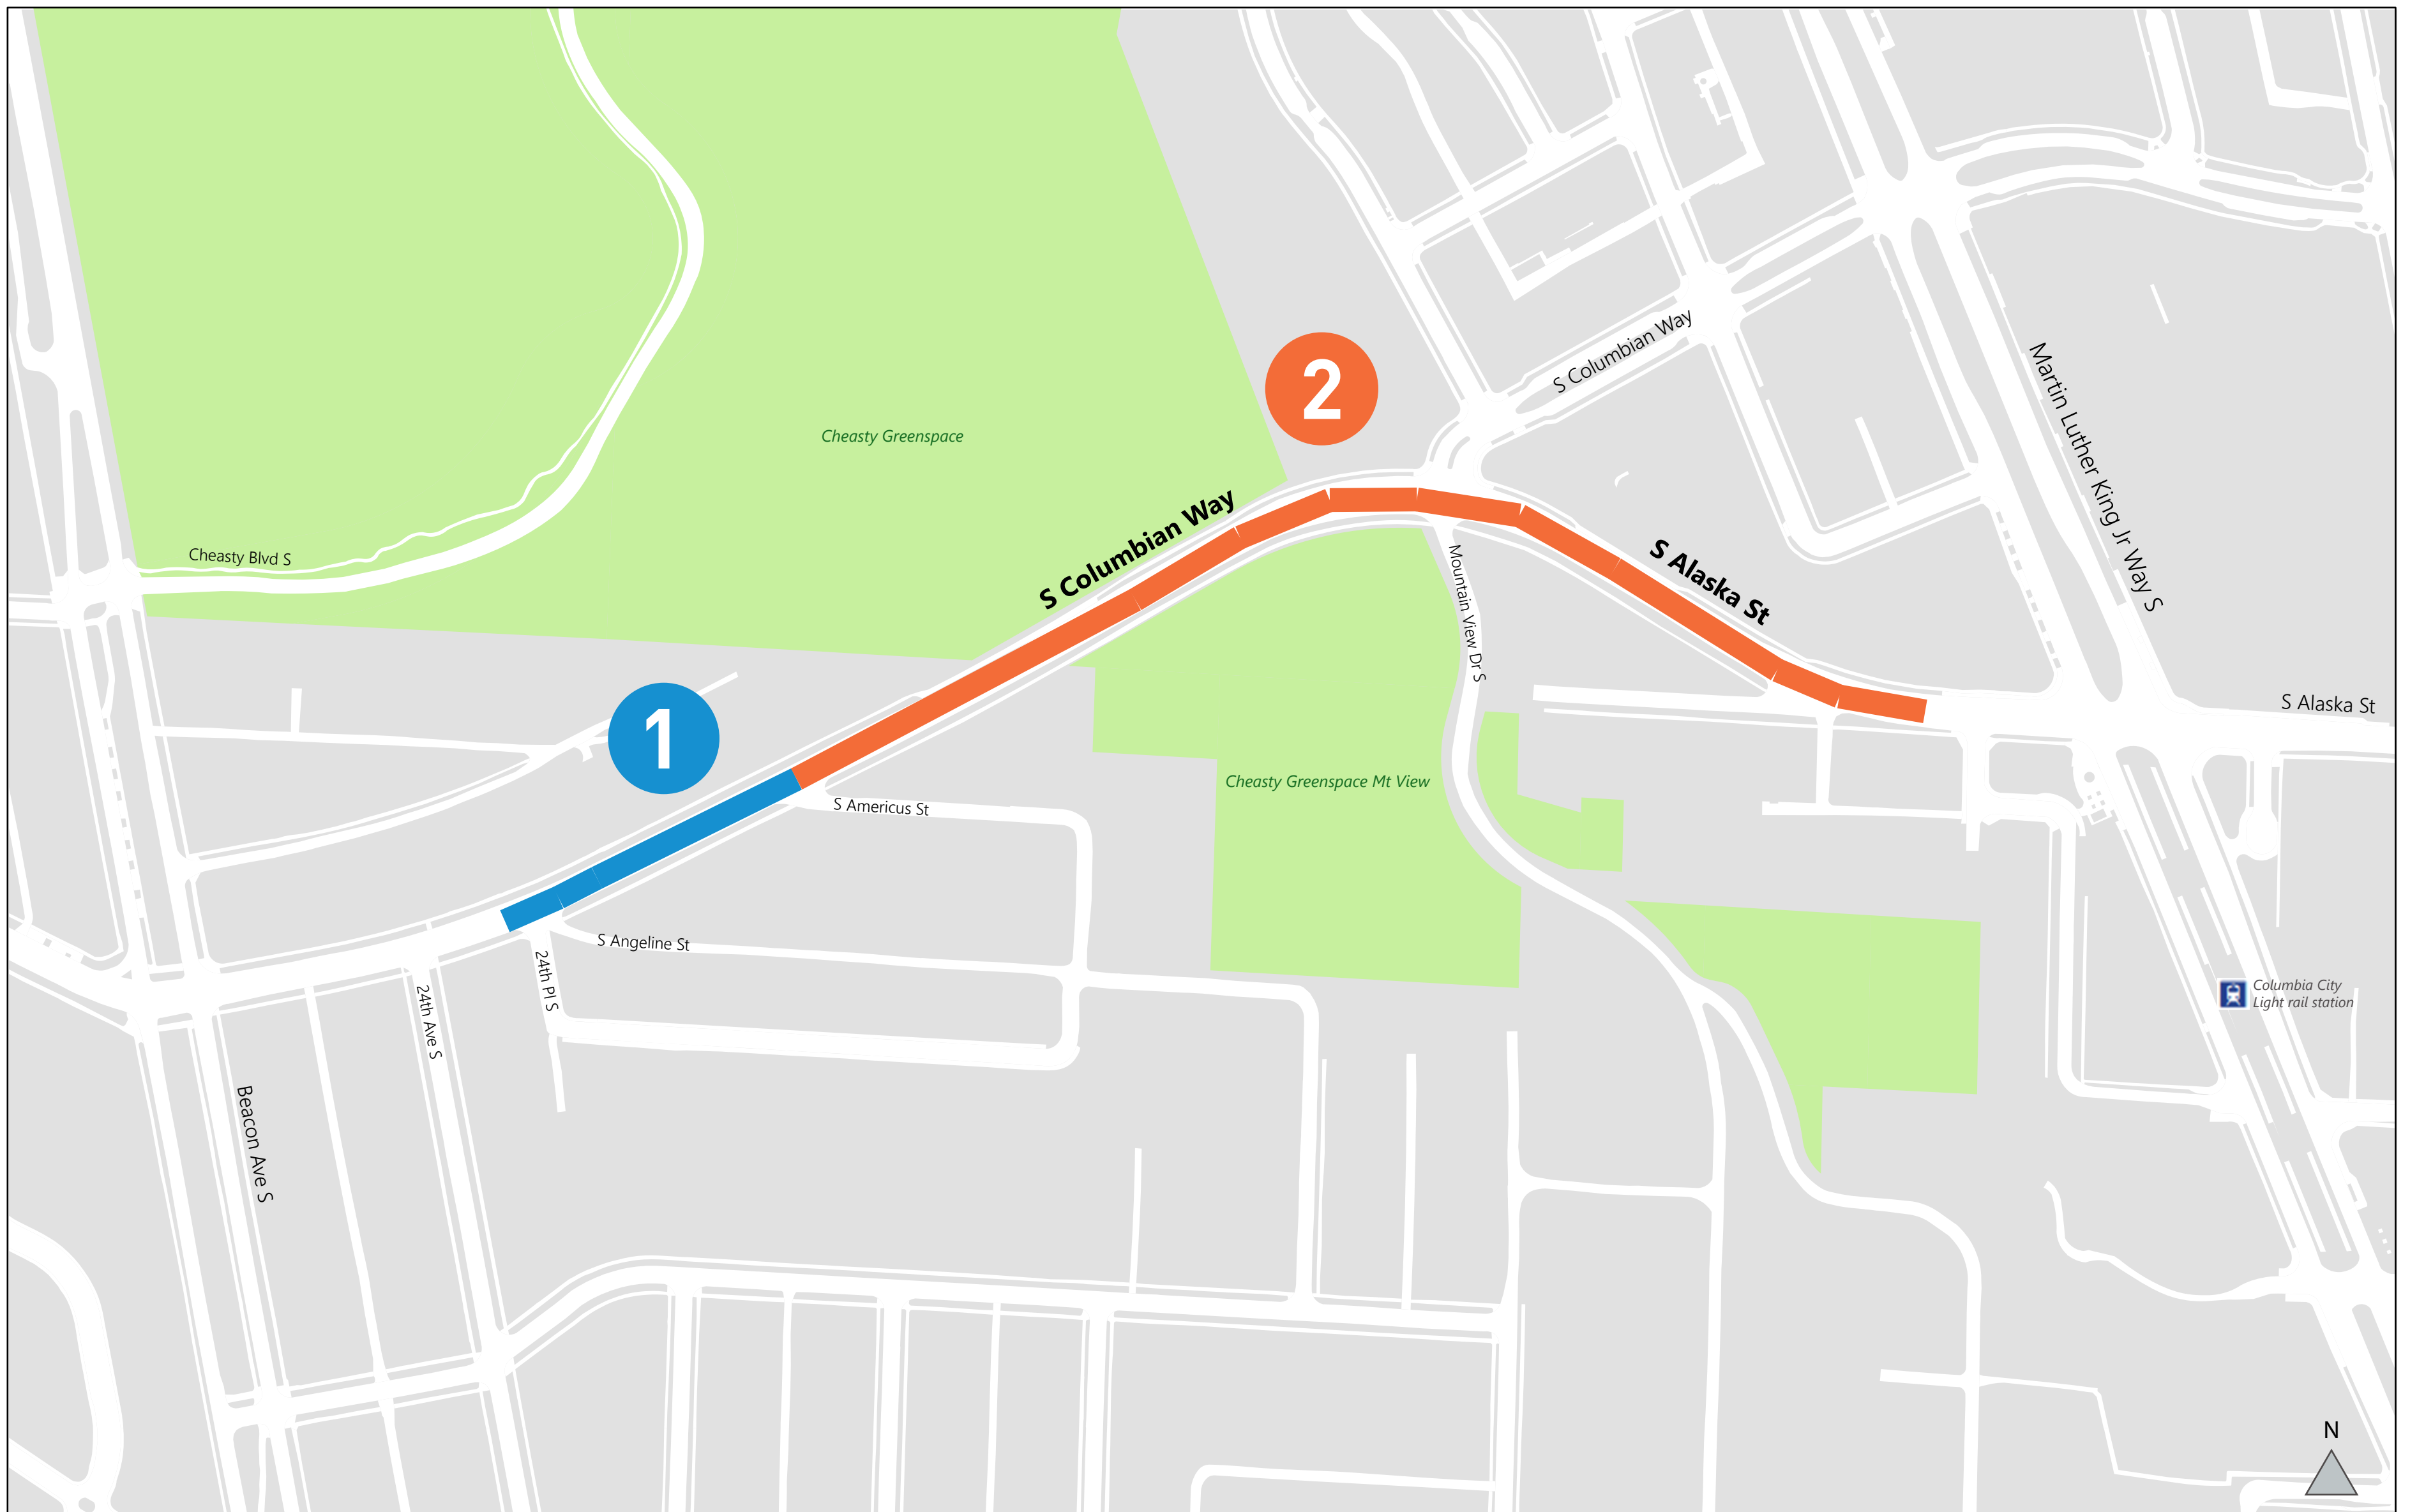 S Columbian Way
2
Martin Luther King Jr Way S
Cheasty Greenspace
S Columbian Way
Cheasty Blvd S
S Alaska St
Mountain View Dr S
S Alaska St
1
Cheasty Greenspace Mt View
S Americus St
S Angeline St
24th Pl S
24th Ave S
Columbia City
Light rail station
Beacon Ave S
N